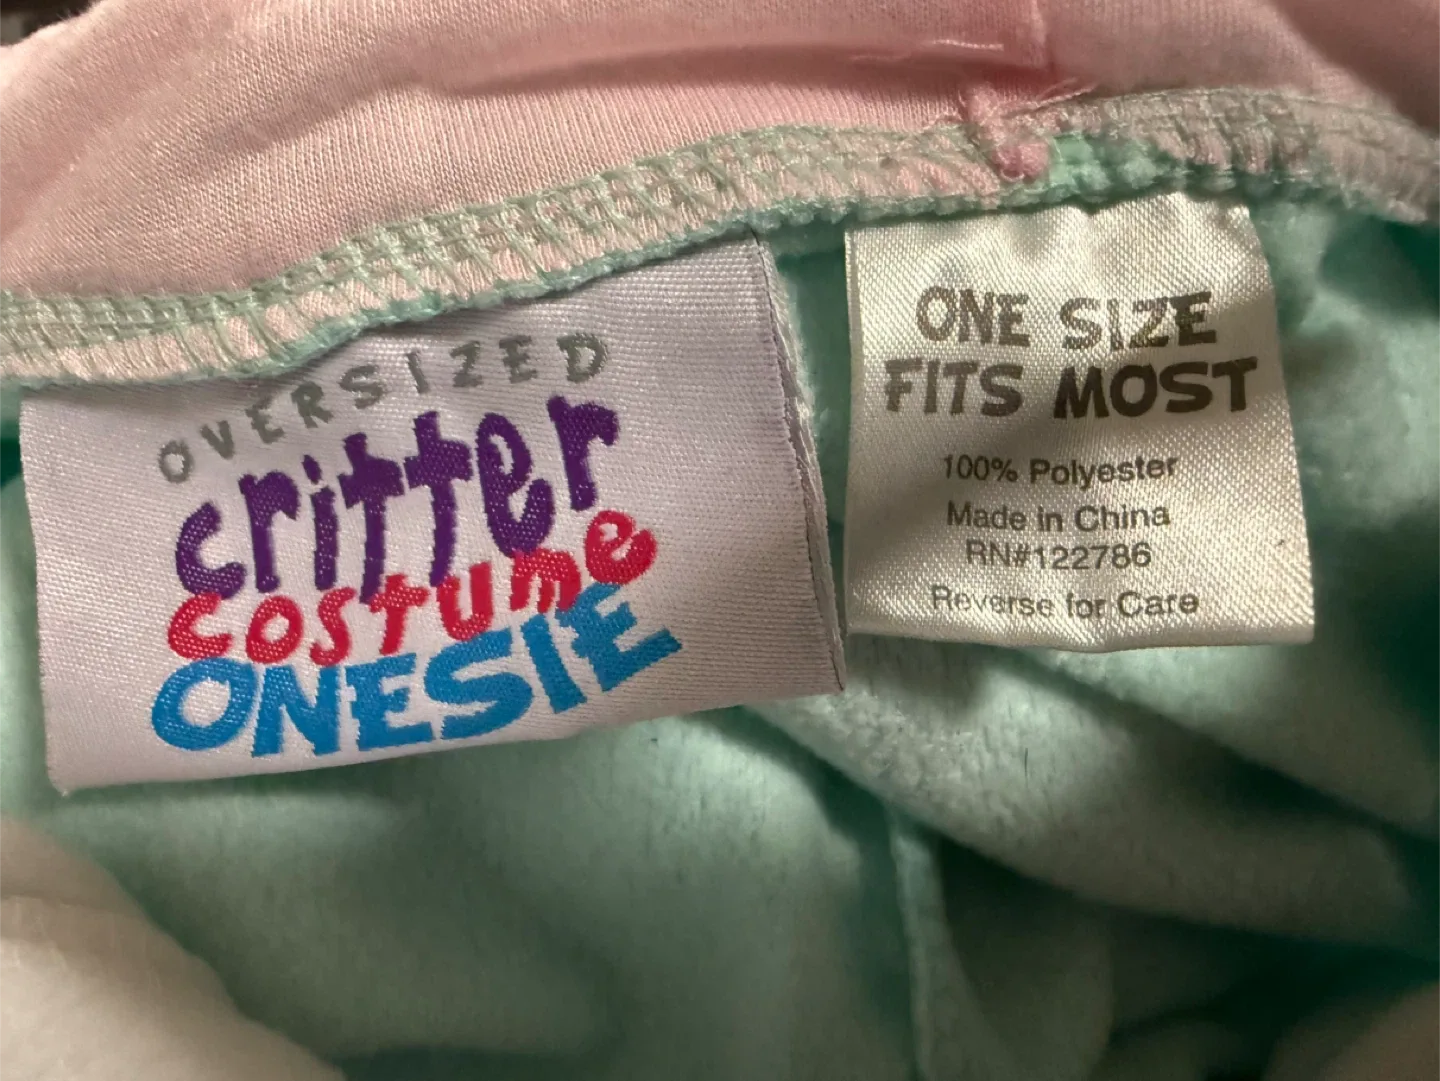 OVERSIZED
critter
costume
ONESIE
ONE SIZE
FITS MOST
100% Polyester
Made in China
RN#122786
Reverse for Care